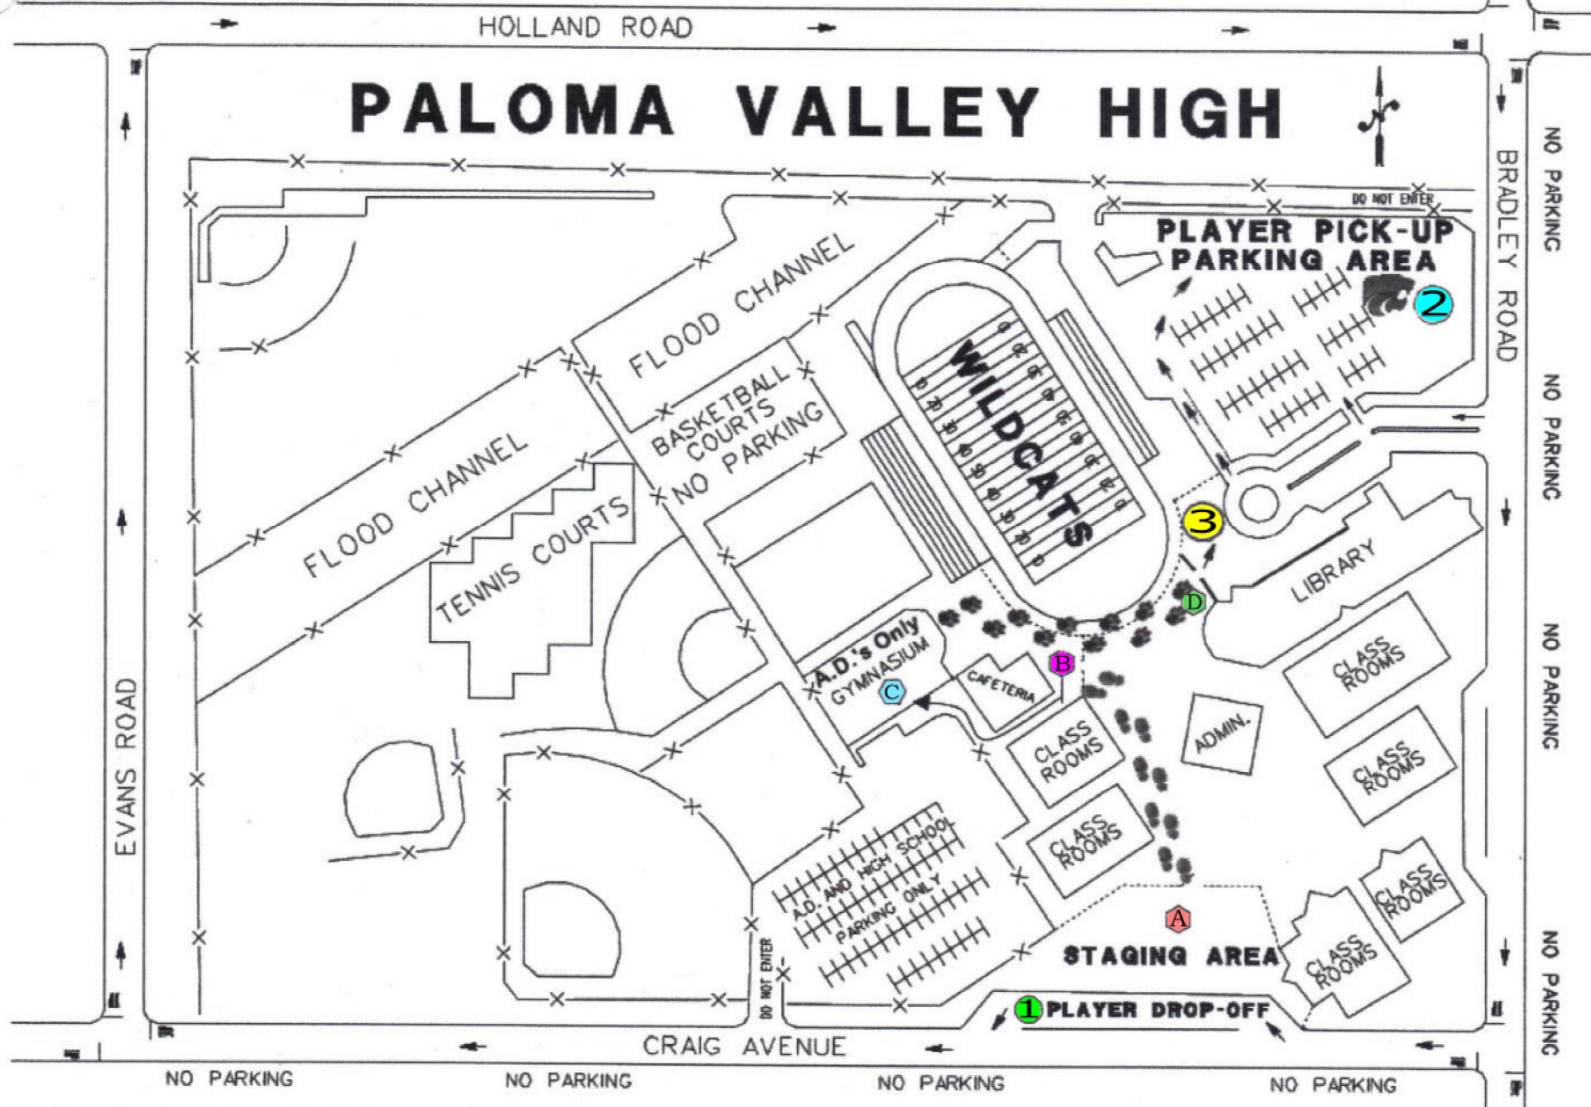 HOLLAND ROAD
PALOMA VALLEY HIGH
N
DO NOT ENTER
PLAYER PICK-UP
PARKING AREA
2
BRADLEY ROAD
NO PARKING
NO PARKING
NO PARKING
NO PARKING
FLOOD CHANNEL
FLOOD CHANNEL
BASKETBALL
COURTS
NO PARKING
WILDCATS
TENNIS COURTS
3
LIBRARY
D
A.D.'s Only
GYMNASIUM
C
CAFETERIA
B
CLASS
ROOMS
CLASS
ROOMS
ADMIN.
CLASS
ROOMS
CLASS
ROOMS
CLASS
ROOMS
CLASS
ROOMS
EVANS ROAD
A.D. AND HIGH SCHOOL
PARKING ONLY
DO NOT ENTER
A
STAGING AREA
1 PLAYER DROP-OFF
CRAIG AVENUE
NO PARKING
NO PARKING
NO PARKING
NO PARKING